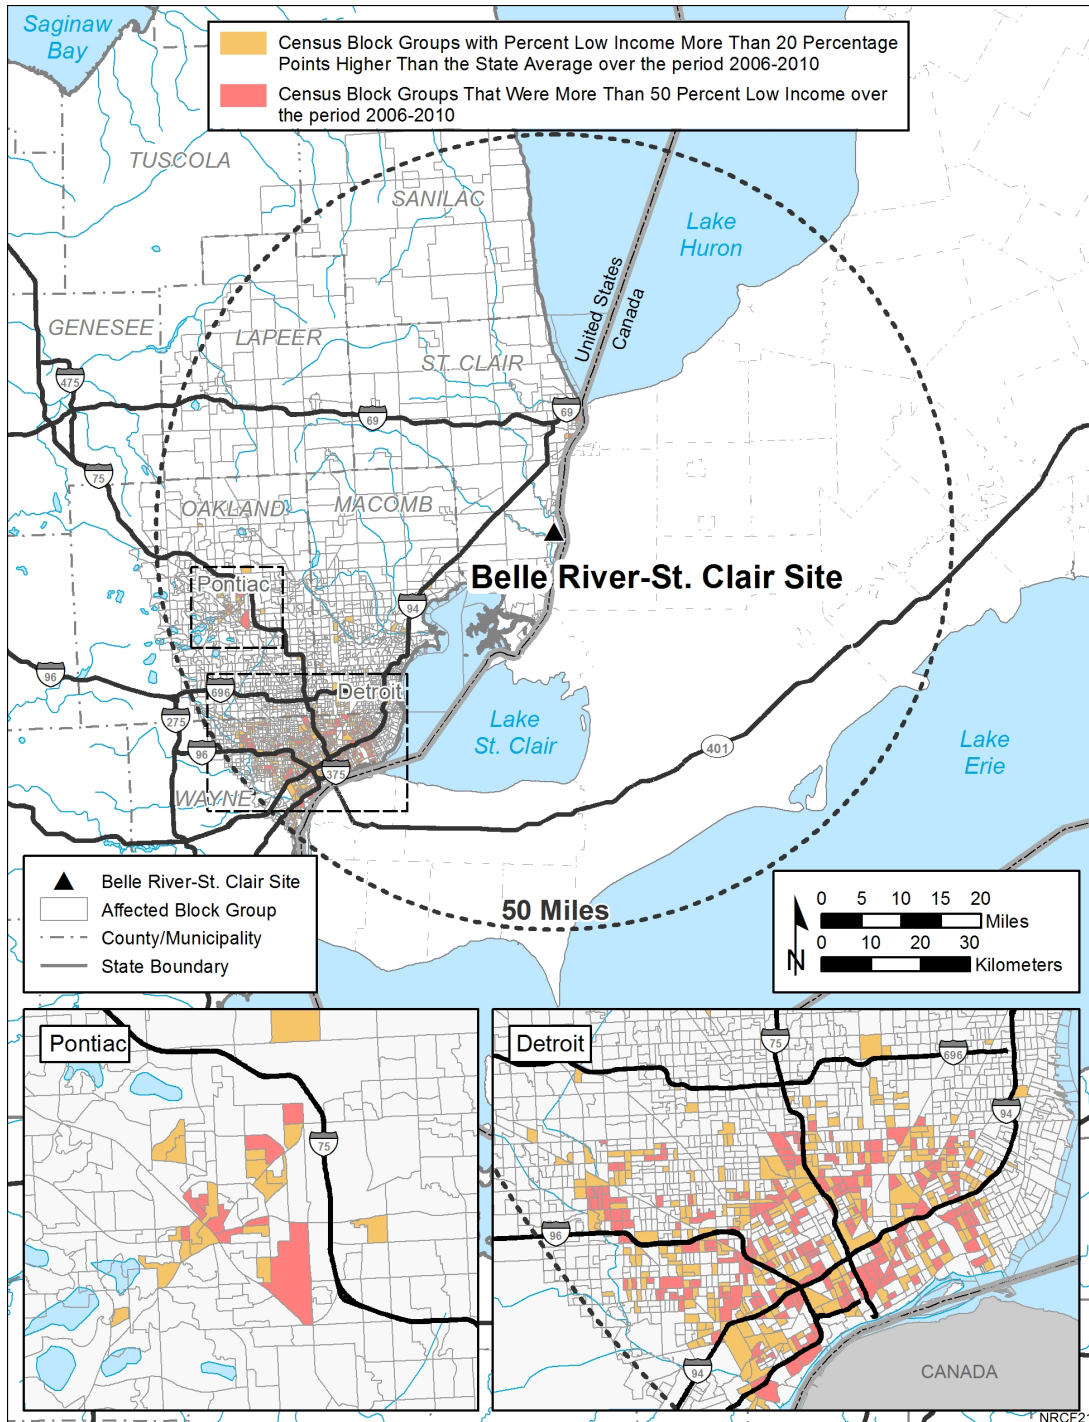 Saginaw
Bay
Census Block Groups with Percent Low Income More Than 20 Percentage
Points Higher Than the State Average over the period 2006-2010
Census Block Groups That Were More Than 50 Percent Low Income over
the period 2006-2010
TUSCOLA
SANILAC
Lake
Huron
United States
Canada
GENESEE
LAPEER
ST. CLAIR
475
69
69
75
OAKLAND
MACOMB
Belle River-St. Clair Site
Pontiac
94
96
696
Detroit
275
Lake
St. Clair
96
375
401
Lake
Erie
WAYNE
50 Miles
Belle River-St. Clair Site
Affected Block Group
County/Municipality
State Boundary
N
0 5 10 15 20
Miles
0 10 20 30
Kilometers
Pontiac
75
Detroit
75
696
94
96
94
CANADA